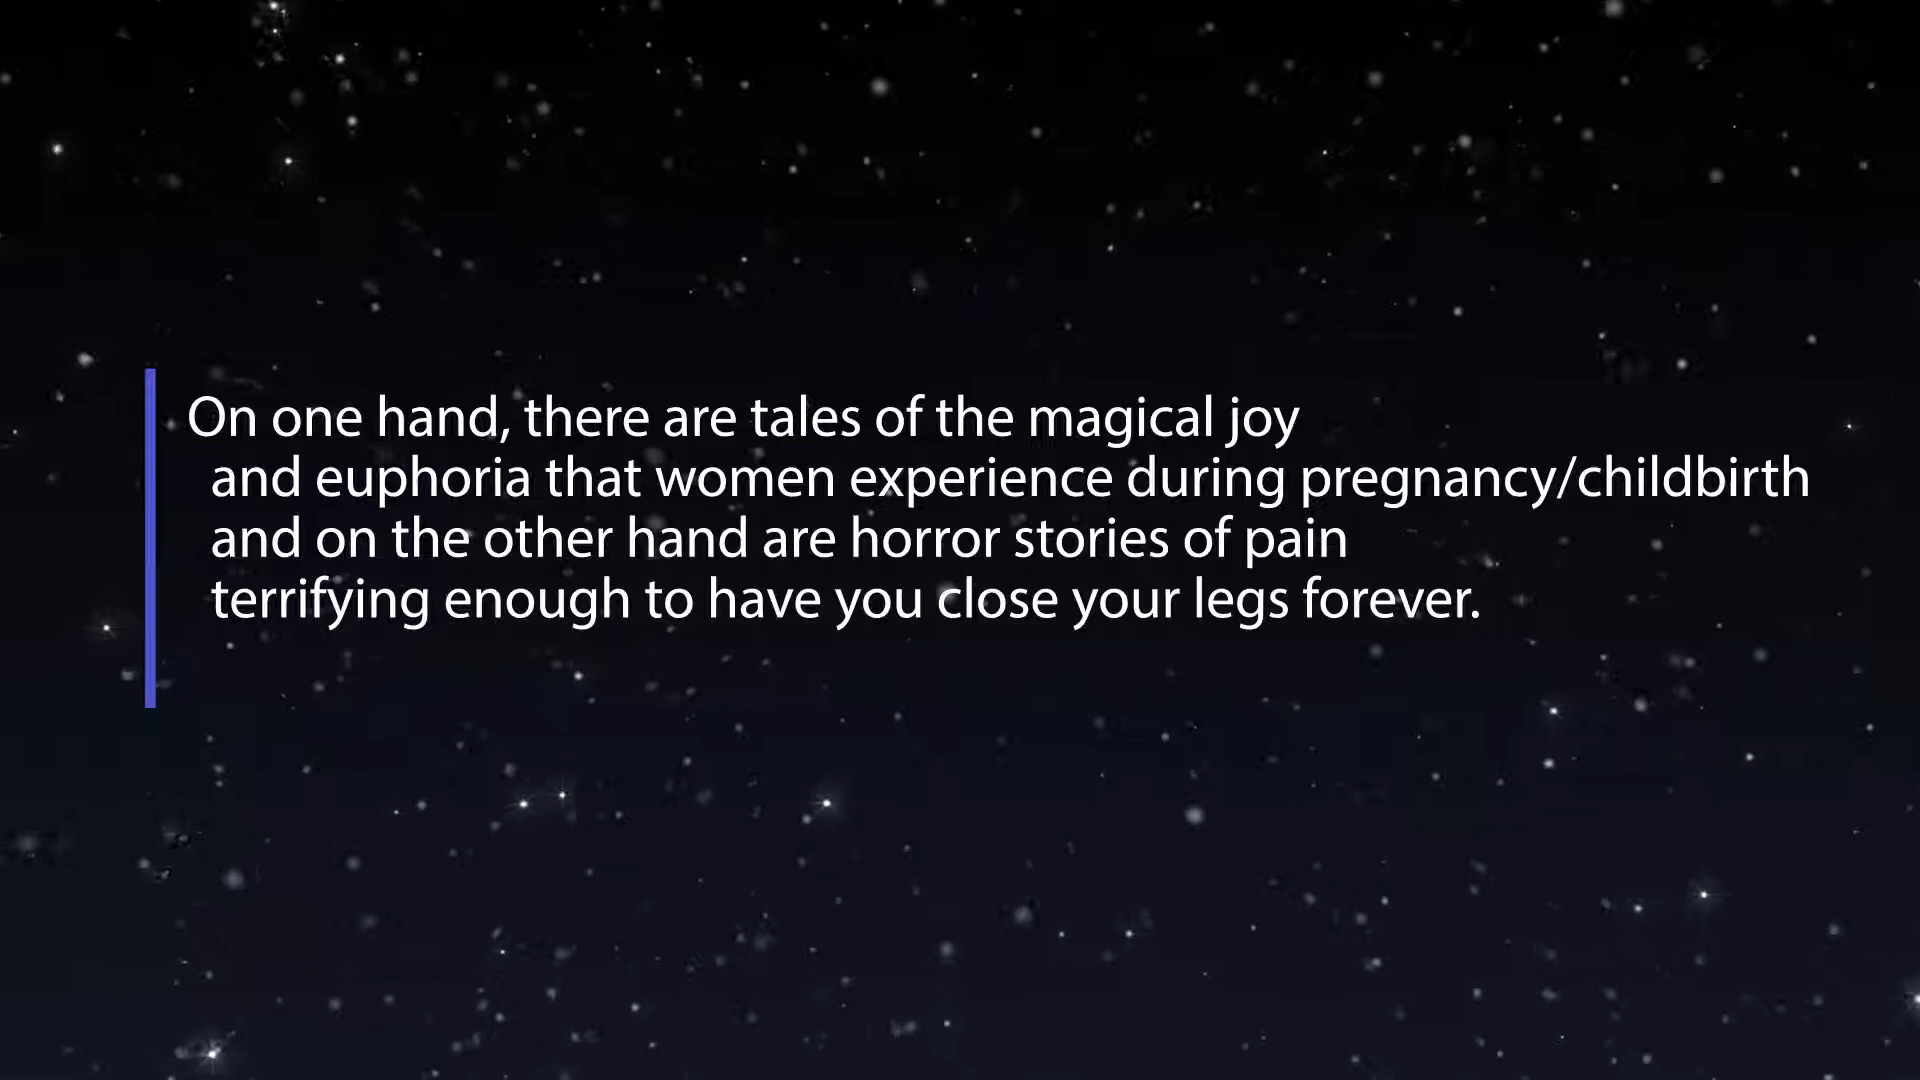 On one hand, there are tales of the magical joy
and euphoria that women experience during pregnancy/childbirth
and on the other hand are horror stories of pain
terrifying enough to have you close your legs forever.